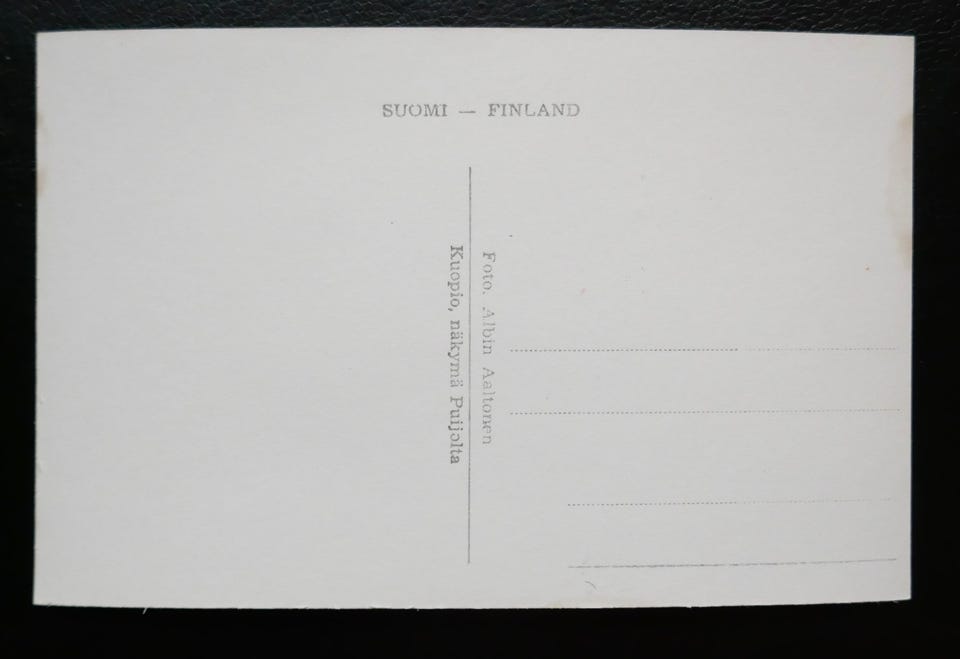 SUOMI — FINLAND
Foto. Albin Aaltonen
Kuopio, näkymä Puijolta